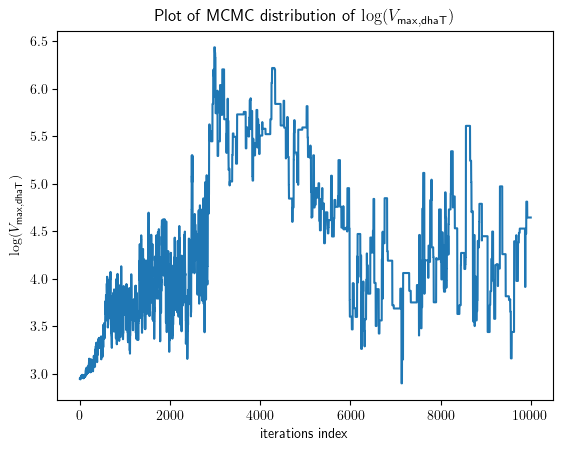 Plot of MCMC distribution of log(V_max,dhaT)
log(V_max,dhaT)
6.5
6.0
5.5
5.0
4.5
4.0
3.5
3.0
0 2000 4000 6000 8000 10000
iterations index